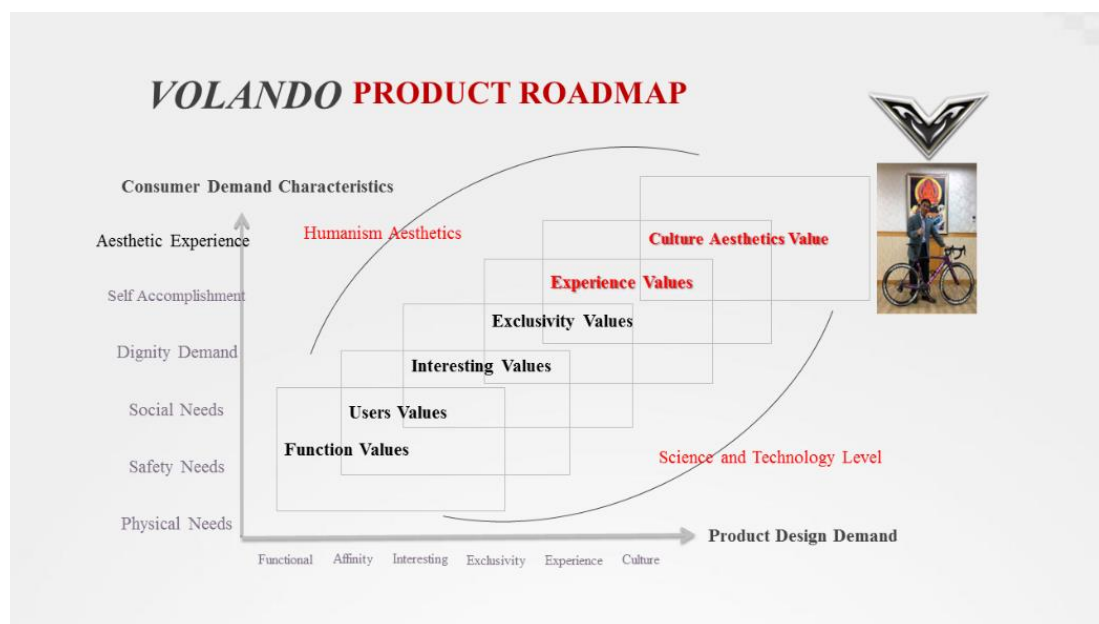 VOLANDO PRODUCT ROADMAP
Consumer Demand Characteristics
Aesthetic Experience
Humanism Aesthetics
Culture Aesthetics Value
Experience Values
Self Accomplishment
Exclusivity Values
Dignity Demand
Interesting Values
Social Needs
Users Values
Function Values
Safety Needs
Science and Technology Level
Physical Needs
Product Design Demand
Functional Affinity Interesting Exclusivity Experience Culture